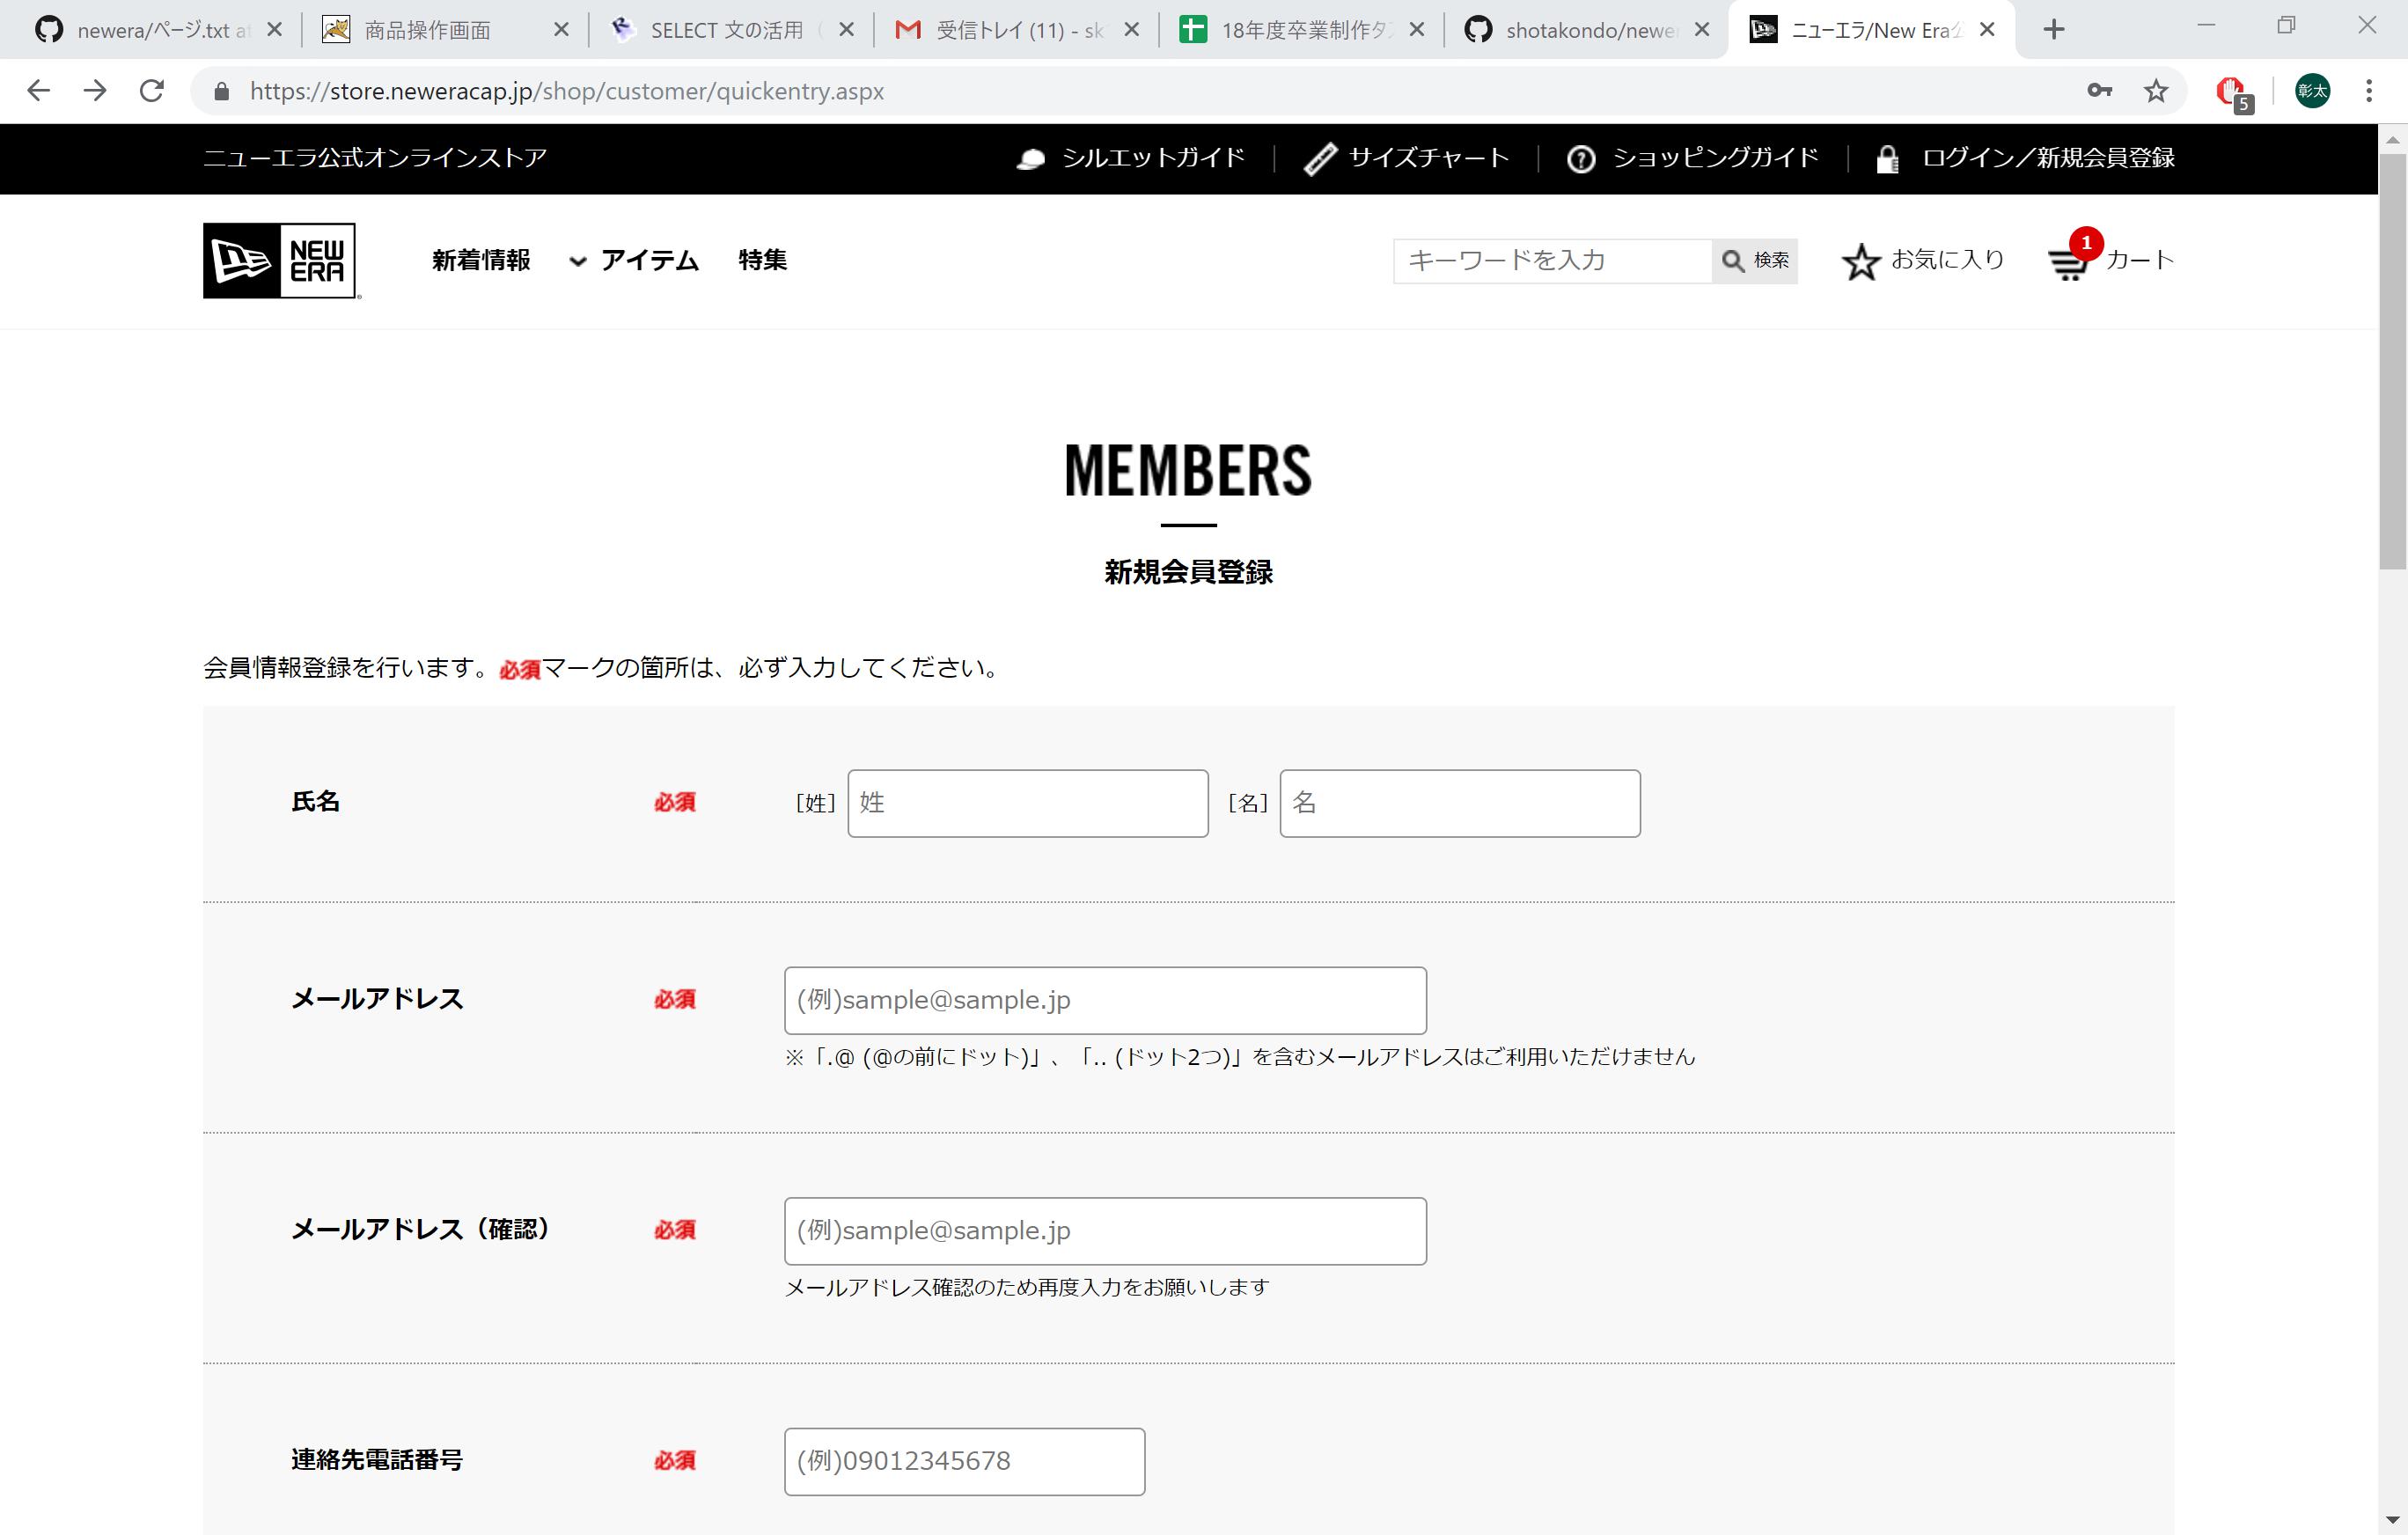 newera/ページ.txt a
商品操作画面
SELECT 文の活用
受信トレイ (11) - sk
18年度卒業制作タス
shotakondo/newer
ニューエラ/New Era公
https://store.neweracap.jp/shop/customer/quickentry.aspx
5
彰太
ニューエラ公式オンラインストア
シルエットガイド
サイズチャート
ショッピングガイド
ログイン／新規会員登録
NEW ERA
新着情報
アイテム
特集
キーワードを入力
検索
お気に入り
1
カート
MEMBERS
新規会員登録
会員情報登録を行います。必須マークの箇所は、必ず入力してください。
氏名 必須 [姓] 姓 [名] 名
メールアドレス 必須 (例)sample@sample.jp
※「.@ (@の前にドット)」、「.. (ドット2つ)」を含むメールアドレスはご利用いただけません
メールアドレス（確認） 必須 (例)sample@sample.jp
メールアドレス確認のため再度入力をお願いします
連絡先電話番号 必須 (例)09012345678